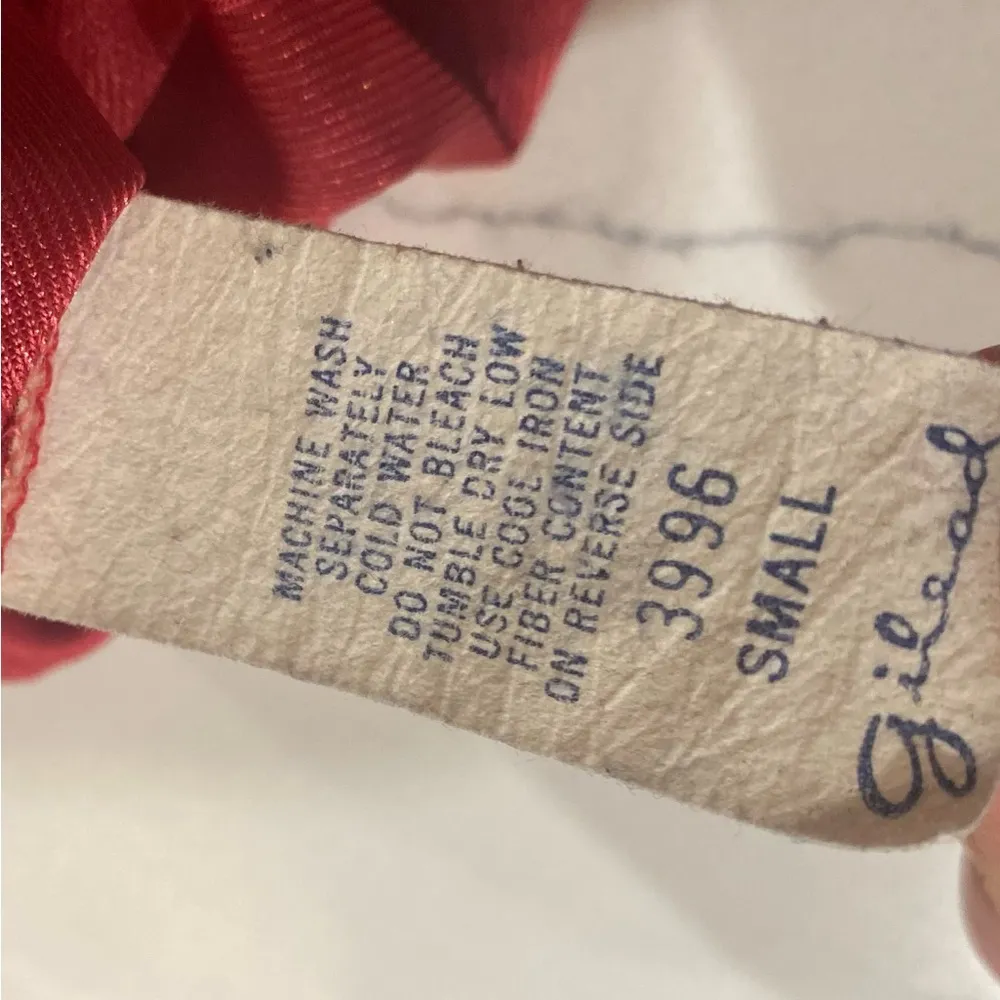 Gilead
SMALL
3996
MACHINE WASH
SEPARATELY
COLD WATER
DO NOT BLEACH
TUMBLE DRY LOW
USE COOL IRON
FIBER CONTENT
ON REVERSE SIDE